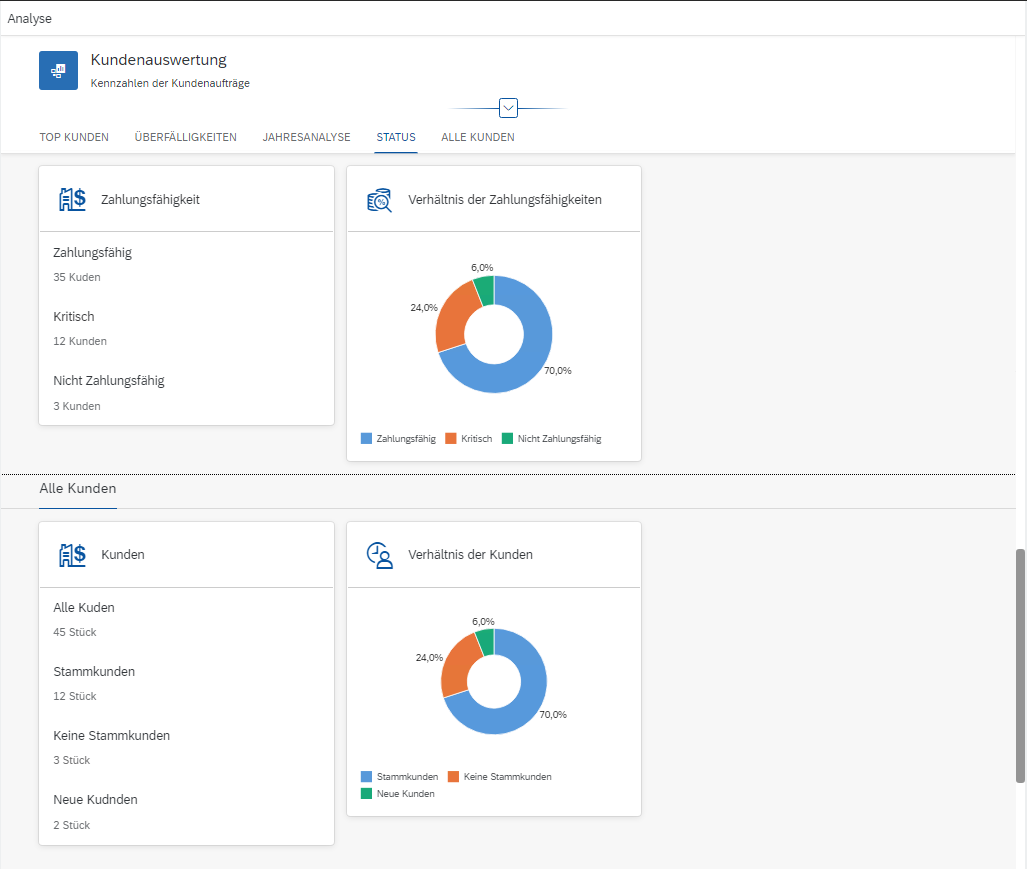 Analyse
Kundenauswertung
Kennzahlen der Kundenaufträge
TOP KUNDEN ÜBERFÄLLIGKEITEN JAHRESANALYSE STATUS ALLE KUNDEN
$ Zahlungsfähigkeit
Zahlungsfähig
35 Kuden
Kritisch
12 Kunden
Nicht Zahlungsfähig
3 Kunden
% Verhältnis der Zahlungsfähigkeiten
6,0%
24,0%
70,0%
Zahlungsfähig Kritisch Nicht Zahlungsfähig
Alle Kunden
$ Kunden
Alle Kuden
45 Stück
Stammkunden
12 Stück
Keine Stammkunden
3 Stück
Neue Kudnden
2 Stück
Verhältnis der Kunden
6,0%
24,0%
70,0%
Stammkunden Keine Stammkunden
Neue Kunden